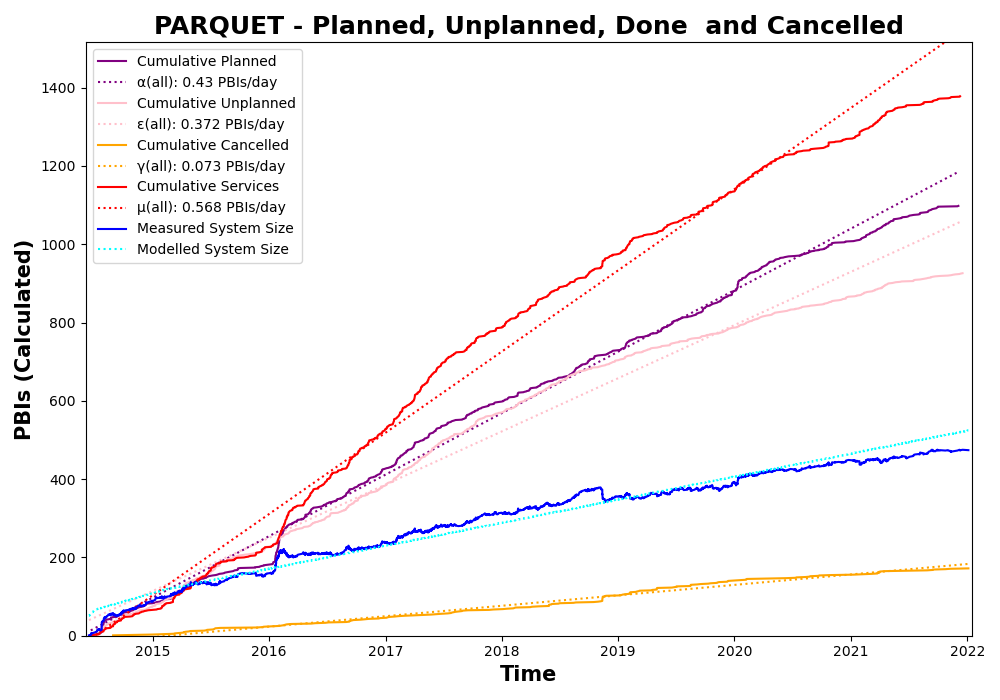 PARQUET - Planned, Unplanned, Done  and Cancelled
Cumulative Planned
α(all): 0.43 PBIs/day
Cumulative Unplanned
ε(all): 0.372 PBIs/day
Cumulative Cancelled
γ(all): 0.073 PBIs/day
Cumulative Services
μ(all): 0.568 PBIs/day
Measured System Size
Modelled System Size
PBIs (Calculated)
1400
1200
1000
800
600
400
200
0
2015 2016 2017 2018 2019 2020 2021 2022
Time